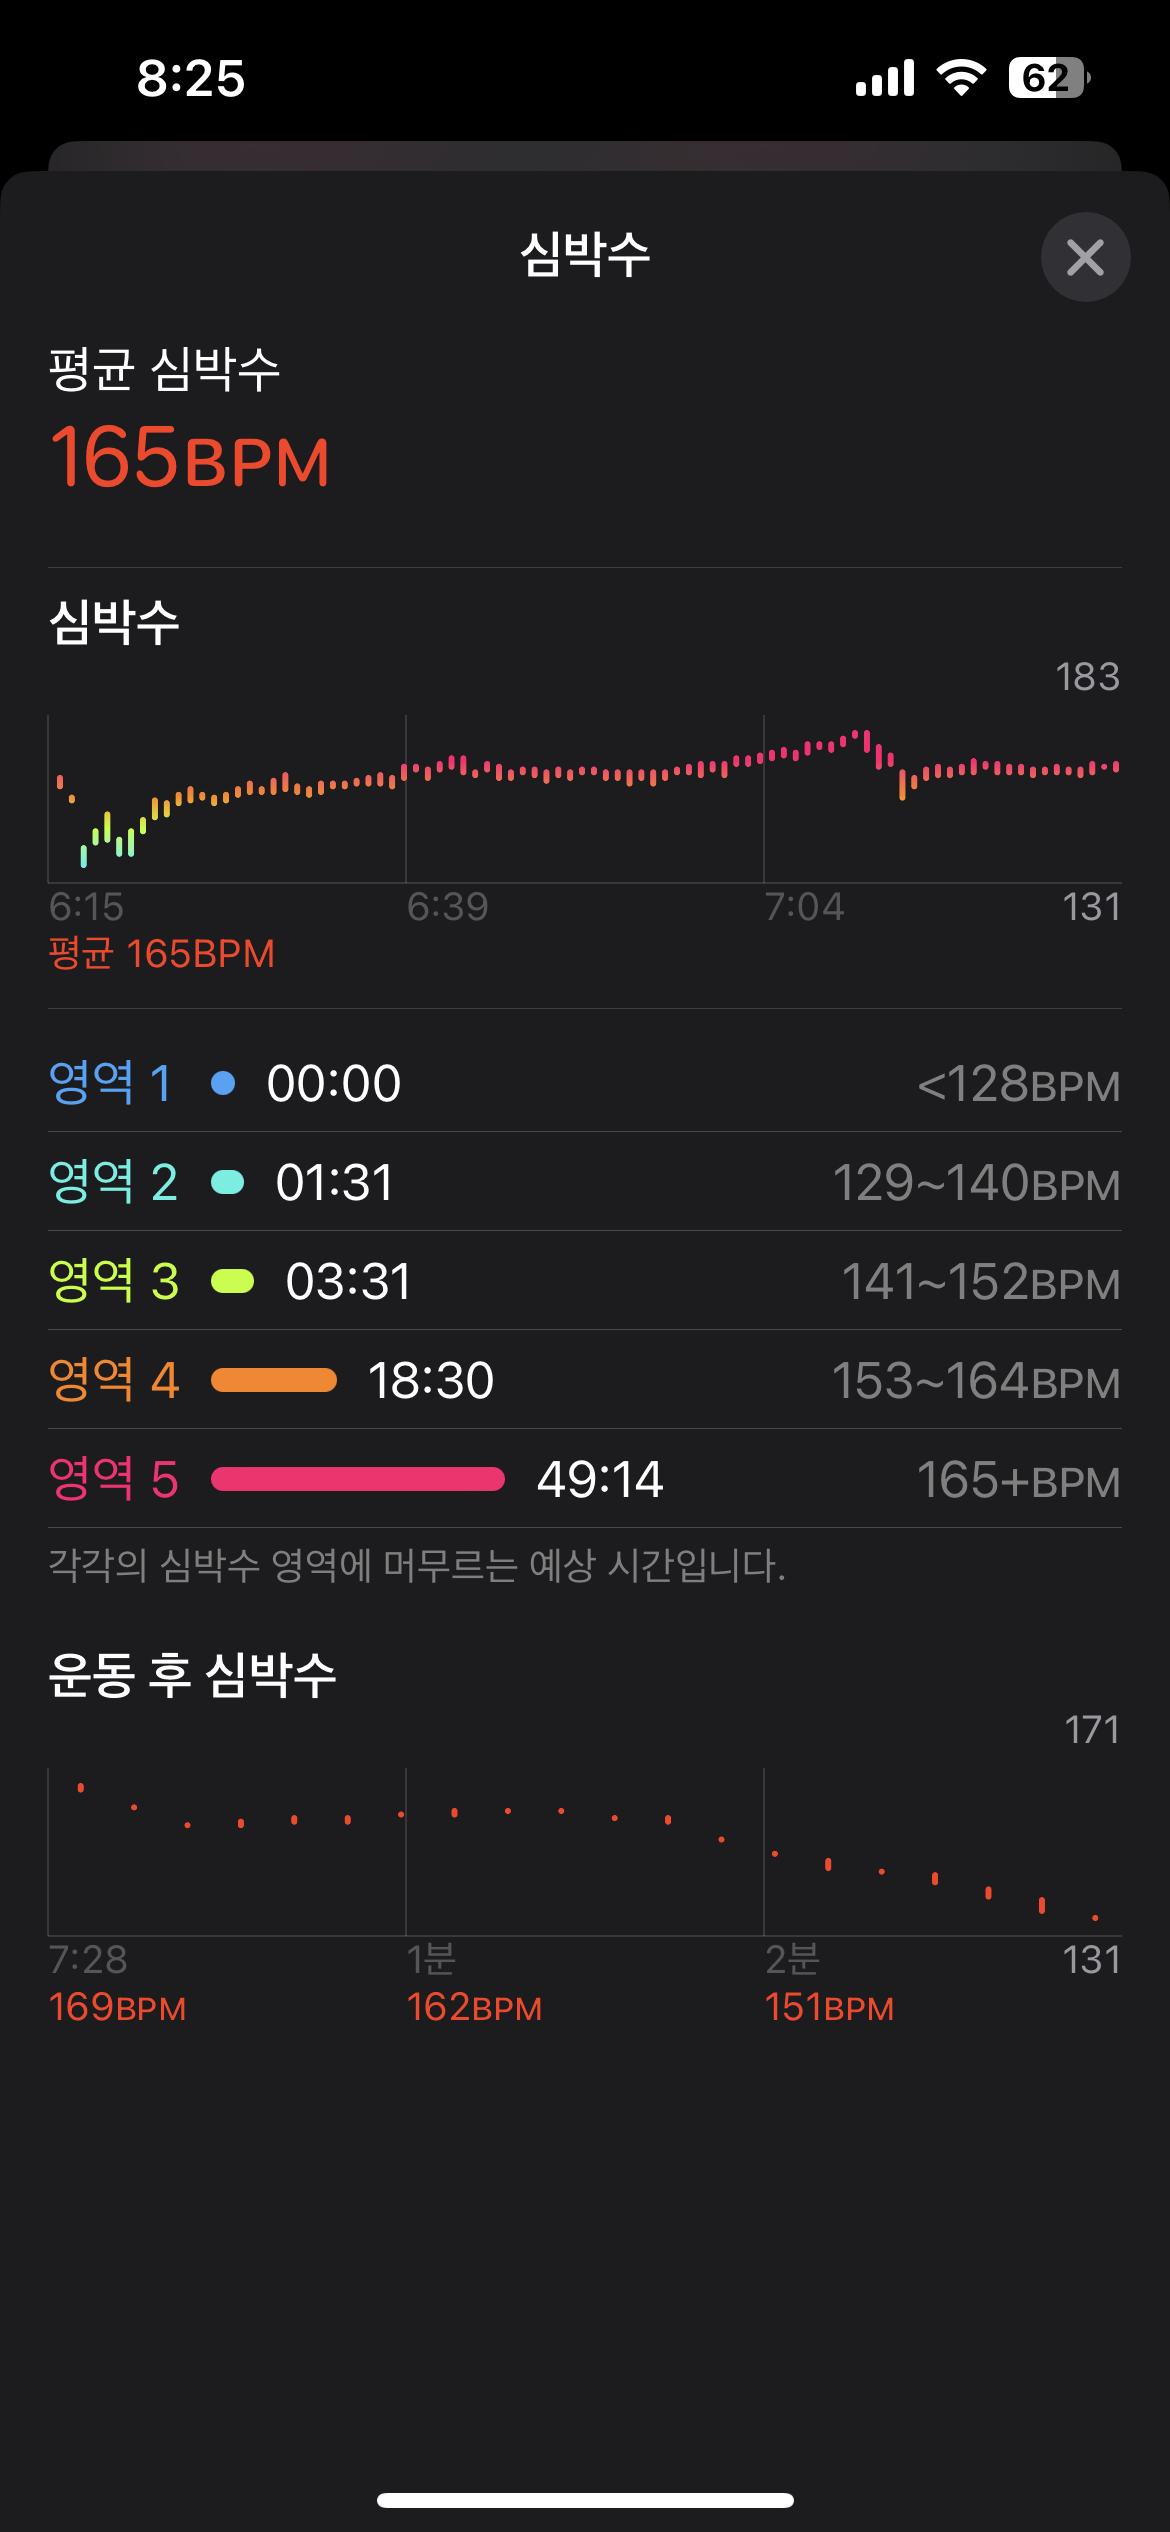 8:25
62
심박수
평균 심박수
165BPM
심박수
183
6:15 6:39 7:04 131
평균 165BPM
영역 1 00:00 <128BPM
영역 2 01:31 129~140BPM
영역 3 03:31 141~152BPM
영역 4 18:30 153~164BPM
영역 5 49:14 165+BPM
각각의 심박수 영역에 머무르는 예상 시간입니다.
운동 후 심박수
171
7:28 1분 2분 131
169BPM 162BPM 151BPM